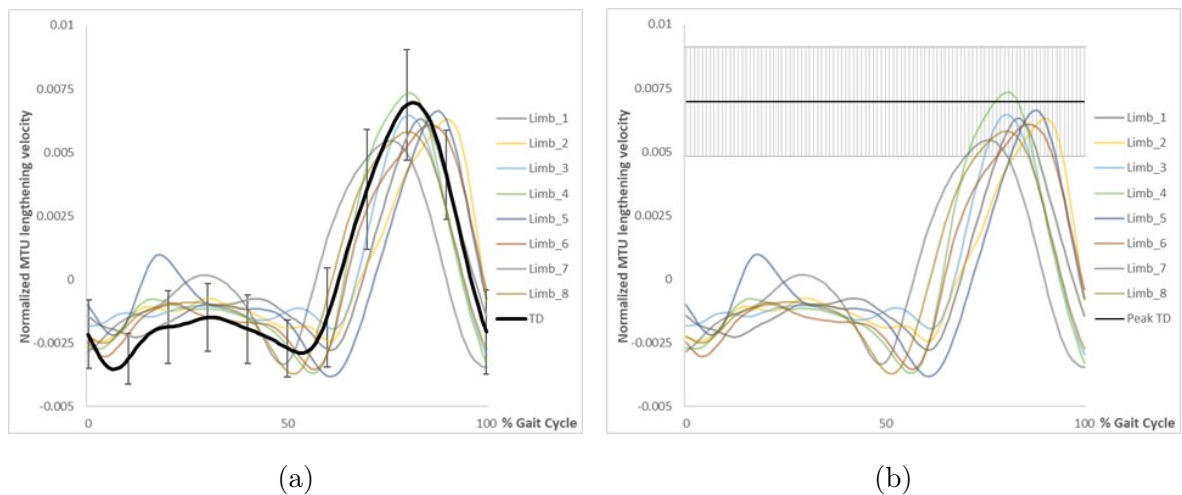 0.01
0.0075
0.005
0.0025
0
-0.0025
-0.005
Normalized MTU lengthening velocity
0
50
100
% Gait Cycle
Limb_1
Limb_2
Limb_3
Limb_4
Limb_5
Limb_6
Limb_7
Limb_8
TD
(a)
0.01
0.0075
0.005
0.0025
0
-0.0025
-0.005
Normalized MTU lengthening velocity
0
50
100
% Gait Cycle
Limb_1
Limb_2
Limb_3
Limb_4
Limb_5
Limb_6
Limb_7
Limb_8
Peak TD
(b)